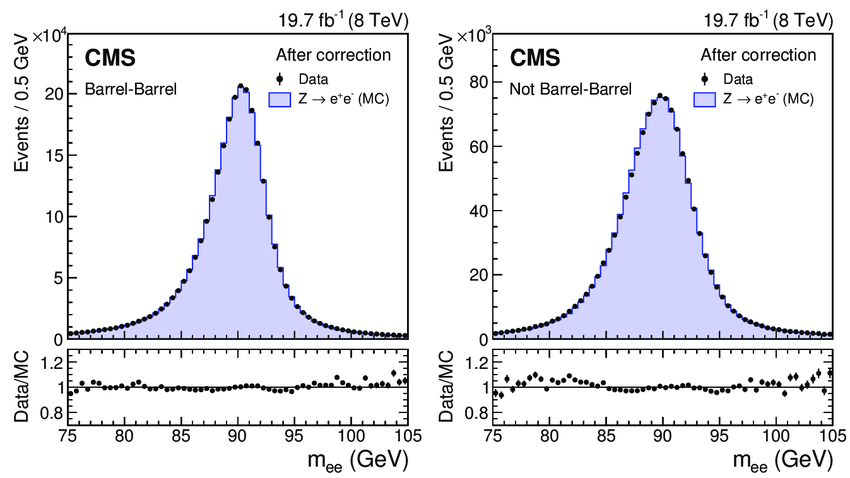 19.7 fb⁻¹ (8 TeV)
×10⁴
CMS
After correction
Barrel-Barrel
Data
Z → e⁺e⁻ (MC)
Events / 0.5 GeV
20
15
10
5
0
Data/MC
1.2
1
0.8
75 80 85 90 95 100 105
mₑₑ (GeV)
19.7 fb⁻¹ (8 TeV)
×10³
CMS
After correction
Not Barrel-Barrel
Data
Z → e⁺e⁻ (MC)
Events / 0.5 GeV
80
60
40
20
0
Data/MC
1.2
1
0.8
75 80 85 90 95 100 105
mₑₑ (GeV)